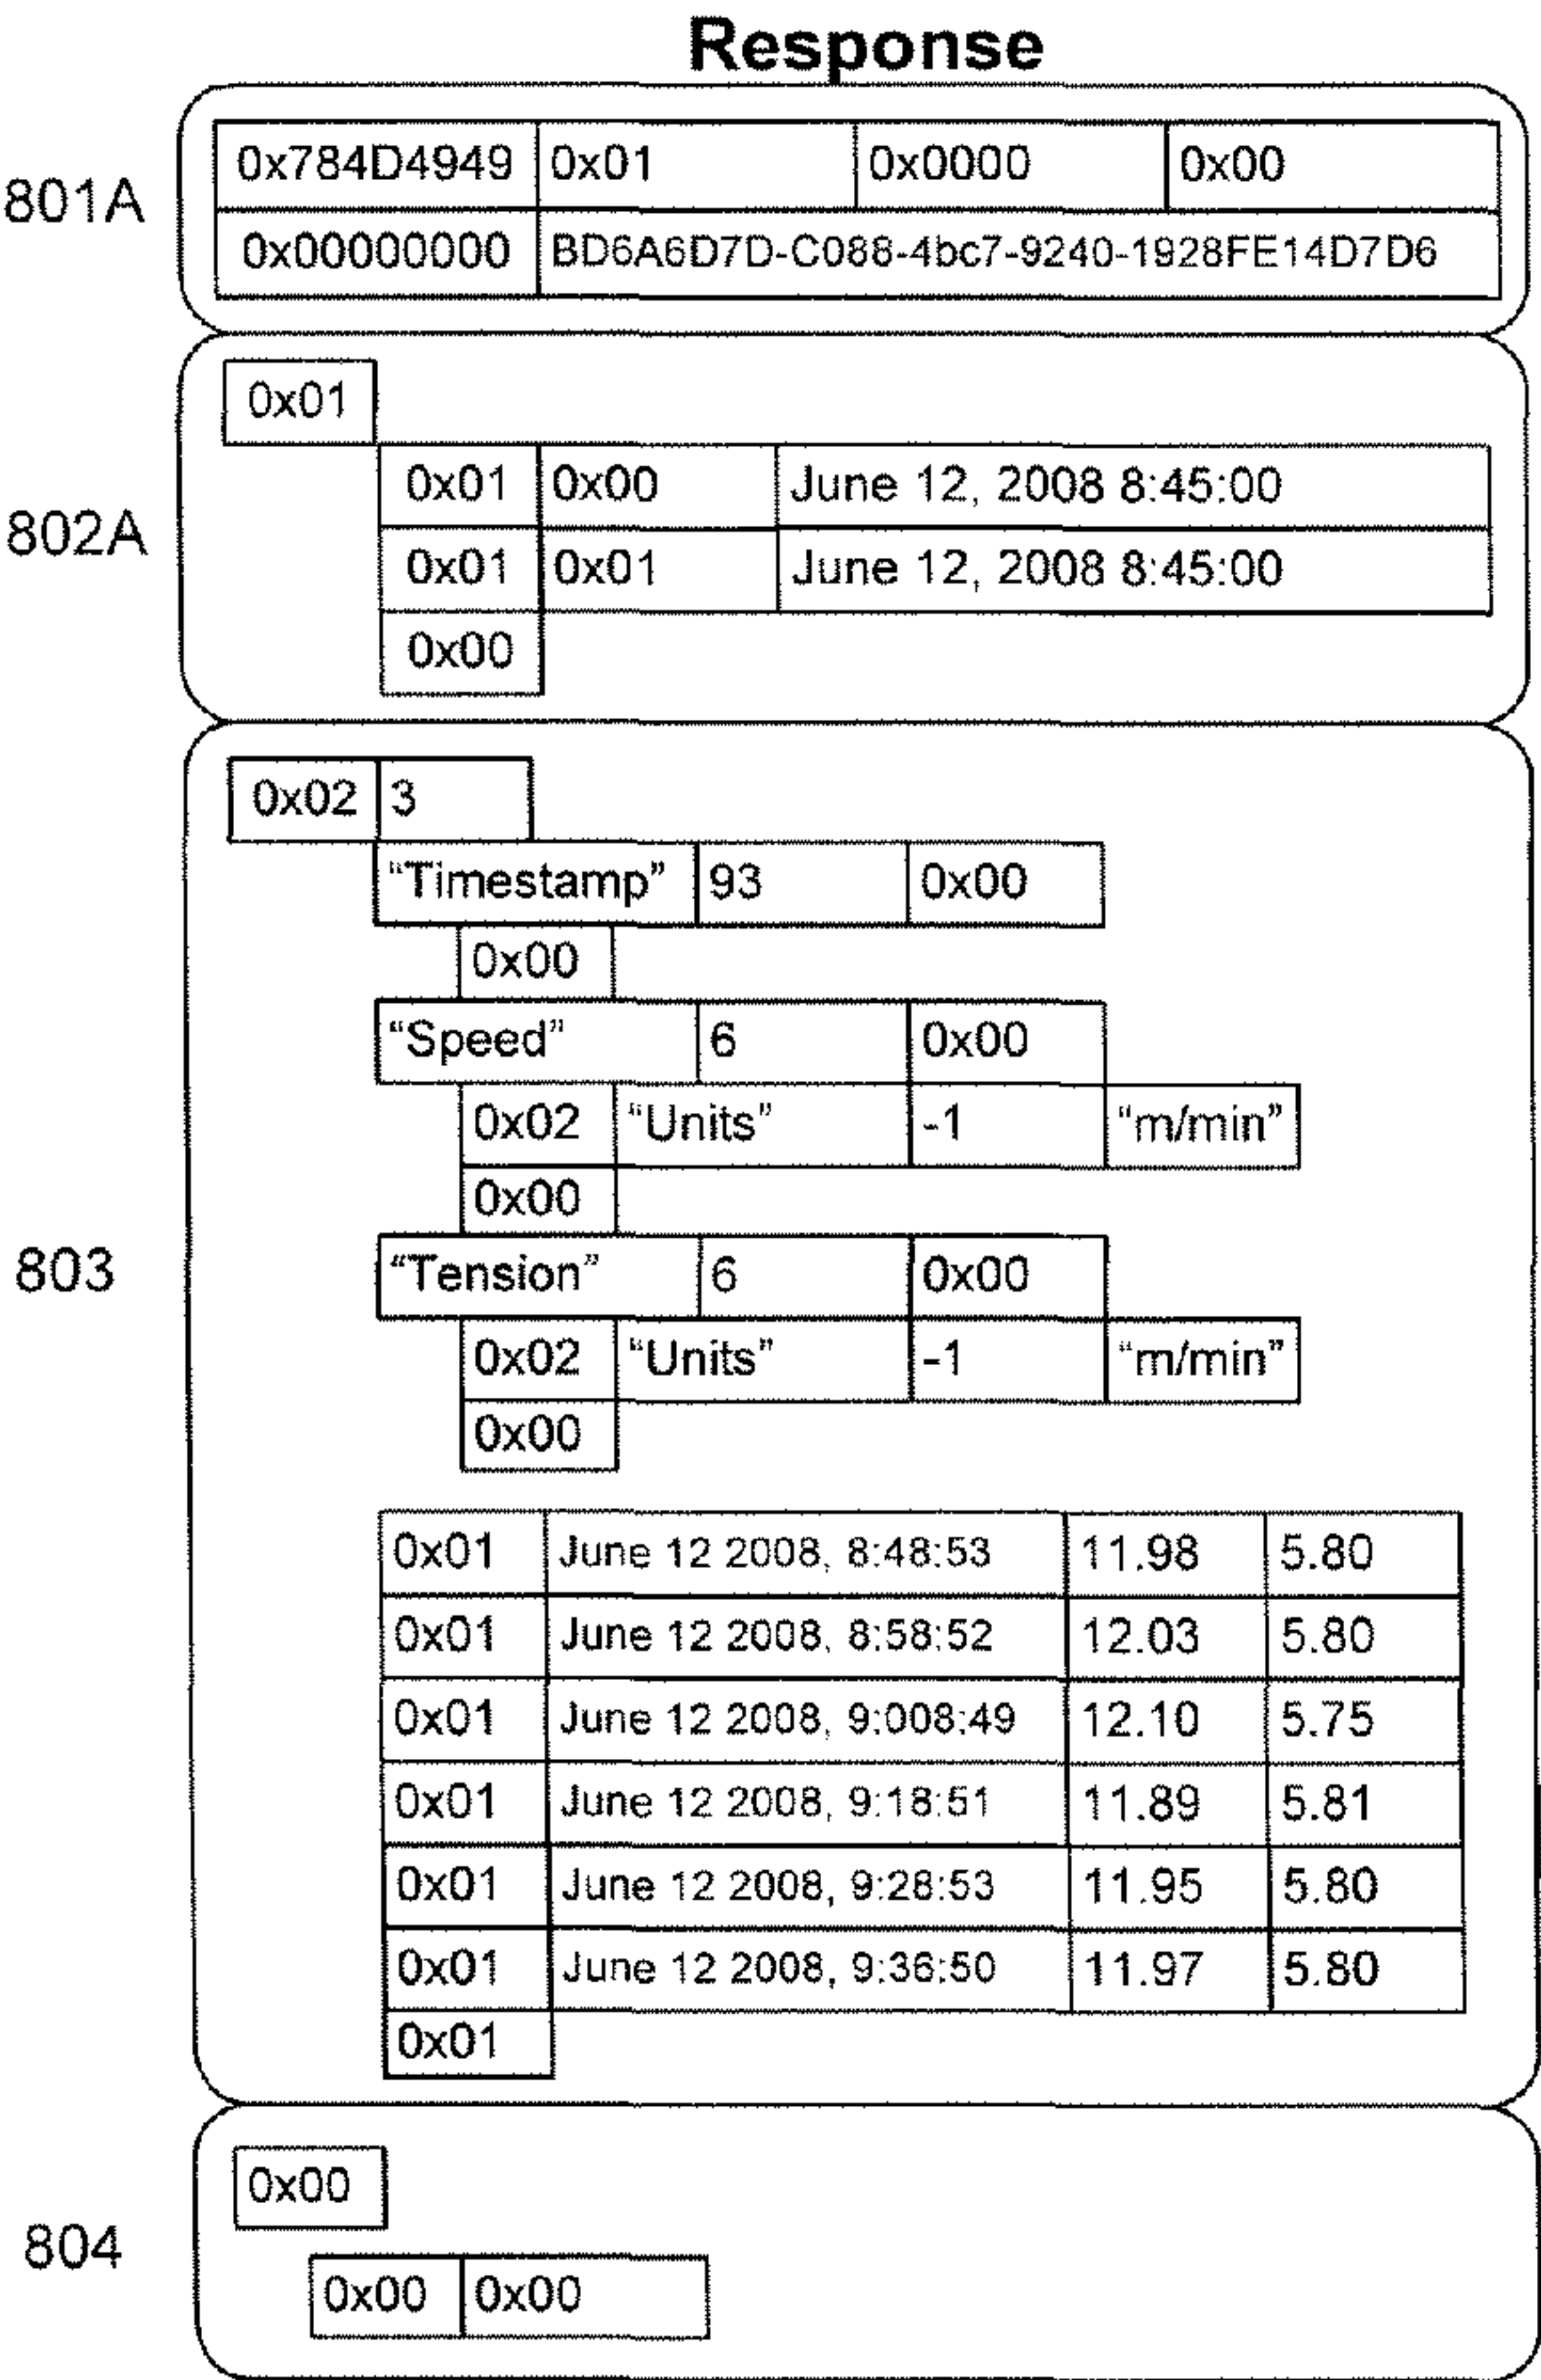 Response
801A
0x784D4949 0x01 0x0000 0x00
0x00000000 BD6A6D7D-C088-4bc7-9240-1928FE14D7D6
802A
0x01
0x01 0x00 June 12, 2008 8:45:00
0x01 0x01 June 12, 2008 8:45:00
0x00
803
0x02 3
“Timestamp” 93 0x00
0x00
“Speed” 6 0x00
0x02 “Units” -1 “m/min”
0x00
“Tension” 6 0x00
0x02 “Units” -1 “m/min”
0x00
0x01 June 12 2008, 8:48:53 11.98 5.80
0x01 June 12 2008, 8:58:52 12.03 5.80
0x01 June 12 2008, 9:008:49 12.10 5.75
0x01 June 12 2008, 9:18:51 11.89 5.81
0x01 June 12 2008, 9:28:53 11.95 5.80
0x01 June 12 2008, 9:36:50 11.97 5.80
0x01
804
0x00
0x00 0x00